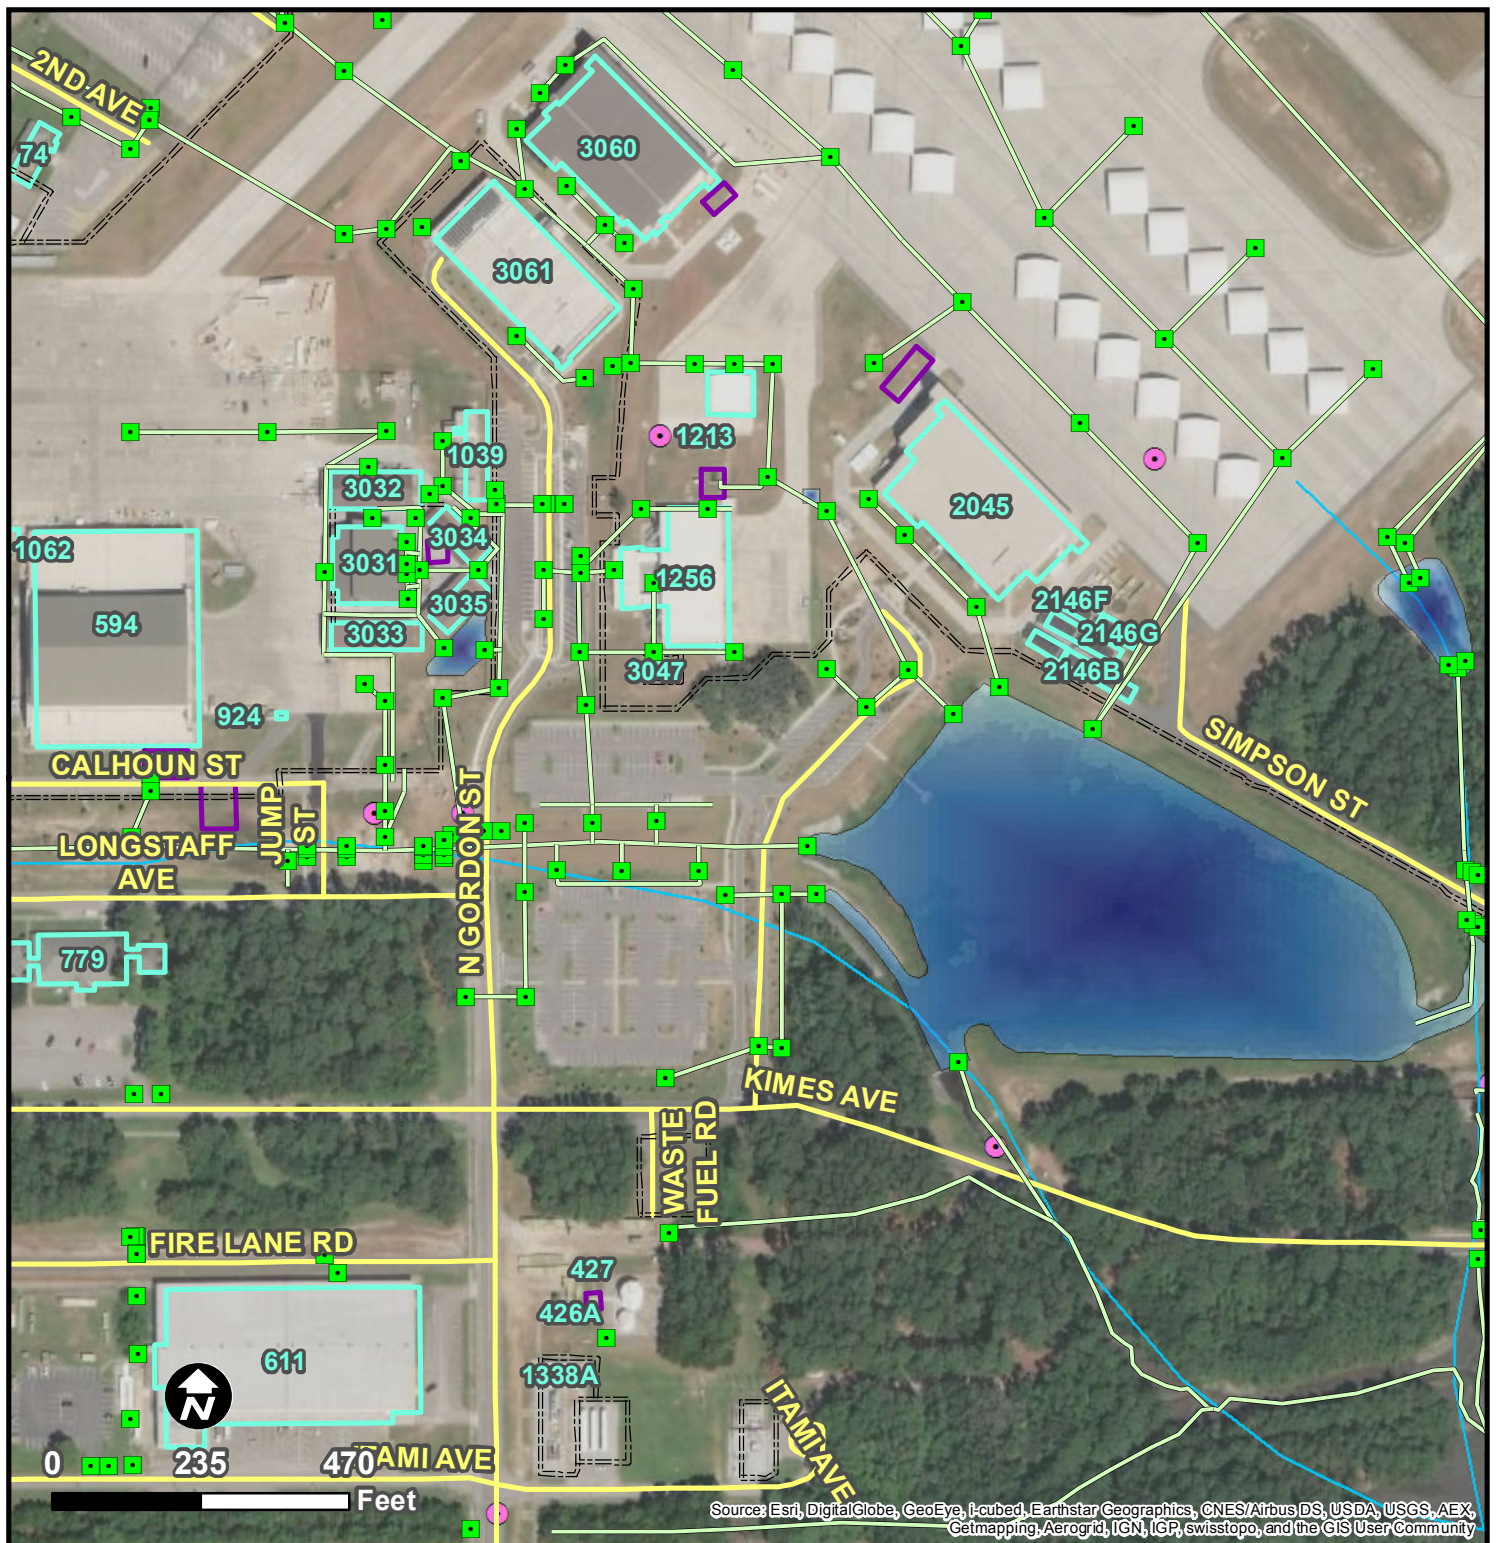 2ND AVE
74
3060
3061
1213
1039
3032
3034
3031
1062
594
3035
3033
1256
3047
2045
2146F
2146G
2146B
924
CALHOUN ST
JUMP
ST
LONGSTAFF
AVE
N GORDON ST
SIMPSON ST
779
KIMES AVE
WASTE
FUEL RD
FIRE LANE RD
427
426A
611
1338A
N
ITAMI AVE
ITAMI AVE
0 235 470
Feet
Source: Esri, DigitalGlobe, GeoEye, i-cubed, Earthstar Geographics, CNES/Airbus DS, USDA, USGS, AEX,
Getmapping, Aerogrid, IGN, IGP, swisstopo, and the GIS User Community